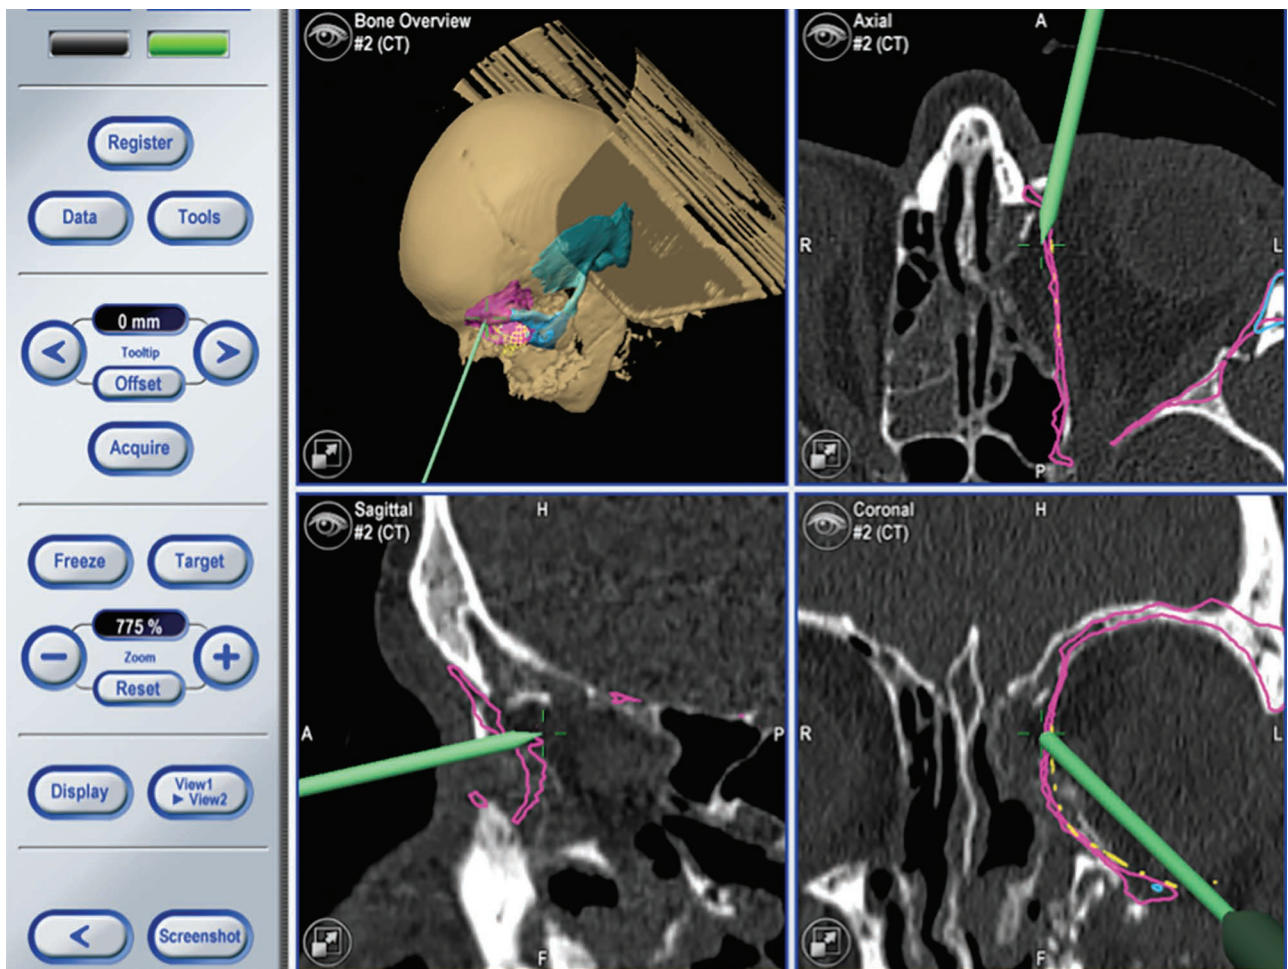 Register
Data
Tools
0 mm
<
Tooltip
>
Offset
Acquire
Freeze
Target
775 %
−
Zoom
+
Reset
Display
View1
► View2
<
Screenshot
Bone Overview
#2 (CT)
Axial
#2 (CT)
A
R
L
P
Sagittal
#2 (CT)
H
A
P
F
Coronal
#2 (CT)
H
R
L
F